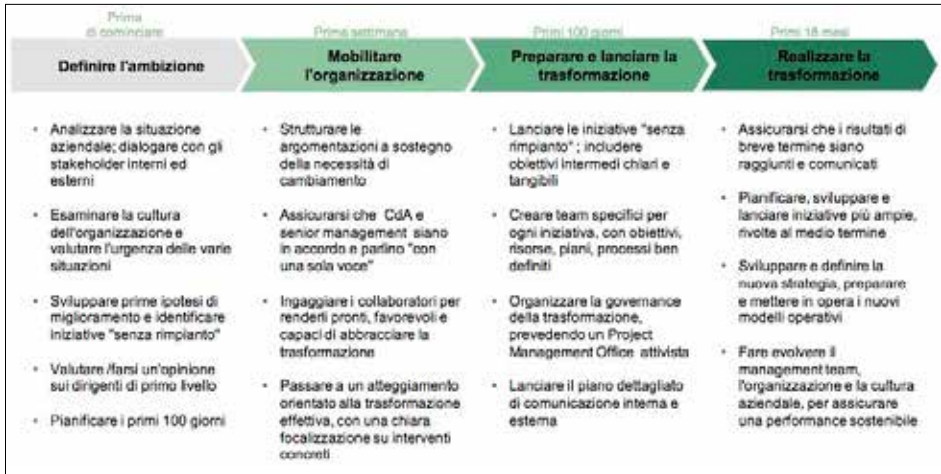 Prima
di cominciare
Definire l'ambizione
• Analizzare la situazione
aziendale; dialogare con gli
stakeholder interni ed
esterni
• Esaminare la cultura
dell'organizzazione e
valutare l'urgenza delle varie
situazioni
• Sviluppare prime ipotesi di
miglioramento e identificare
iniziative "senza rimpianto"
• Valutare /farsi un'opinione
sui dirigenti di primo livello
• Pianificare i primi 100 giorni
Prima settimana
Mobilitare
l'organizzazione
• Strutturare le
argomentazioni a sostegno
della necessità di
cambiamento
• Assicurarsi che CdA e
senior management siano
in accordo e parlino "con
una sola voce"
• Ingaggiare i collaboratori per
renderli pronti, favorevoli e
capaci di abbracciare la
trasformazione
• Passare a un atteggiamento
orientato alla trasformazione
effettiva, con una chiara
focalizzazione su interventi
concreti
Primi 100 giorni
Preparare e lanciare la
trasformazione
• Lanciare le iniziative "senza
rimpianto" ; includere
obiettivi intermedi chiari e
tangibili
• Creare team specifici per
ogni iniziativa, con obiettivi,
risorse, piani, processi ben
definiti
• Organizzare la governance
della trasformazione,
prevedendo un Project
Management Office attivista
• Lanciare il piano dettagliato
di comunicazione interna e
esterna
Primi 18 mesi
Realizzare la
trasformazione
• Assicurarsi che i risultati di
breve termine siano
raggiunti e comunicati
• Pianificare, sviluppare e
lanciare iniziative più ampie,
rivolte al medio termine
• Sviluppare e definire la
nuova strategia, preparare
e mettere in opera i nuovi
modelli operativi
• Fare evolvere il
management team,
l'organizzazione e la cultura
aziendale, per assicurare
una performance sostenibile